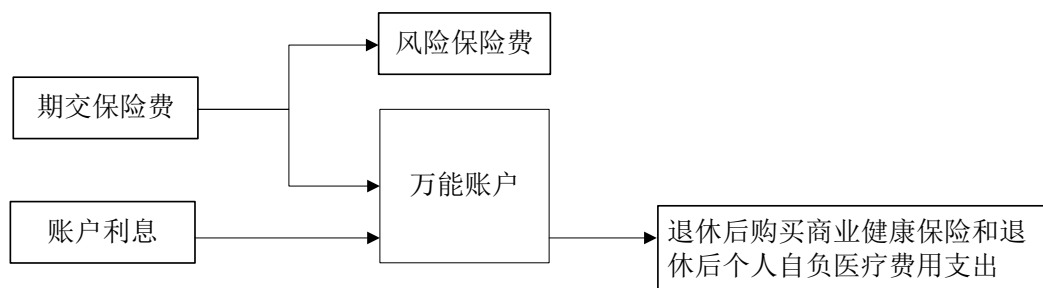 风险保险费
期交保险费
万能账户
账户利息
退休后购买商业健康保险和退
休后个人自负医疗费用支出